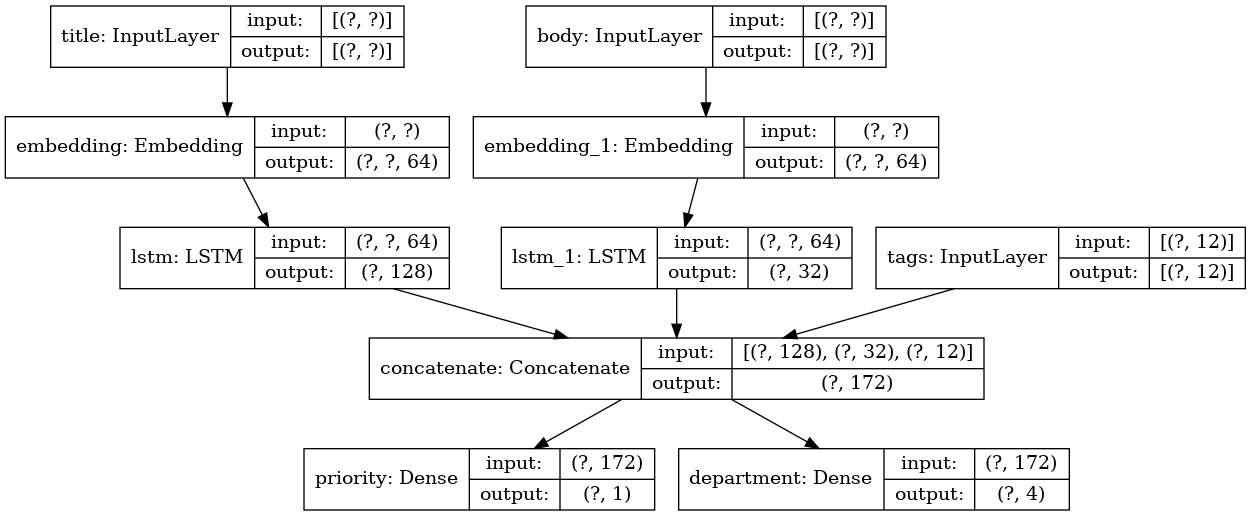 title: InputLayer
input: [(?, ?)]
output: [(?, ?)]
body: InputLayer
input: [(?, ?)]
output: [(?, ?)]
embedding: Embedding
input: (?, ?)
output: (?, ?, 64)
embedding_1: Embedding
input: (?, ?)
output: (?, ?, 64)
lstm: LSTM
input: (?, ?, 64)
output: (?, 128)
lstm_1: LSTM
input: (?, ?, 64)
output: (?, 32)
tags: InputLayer
input: [(?, 12)]
output: [(?, 12)]
concatenate: Concatenate
input: [(?, 128), (?, 32), (?, 12)]
output: (?, 172)
priority: Dense
input: (?, 172)
output: (?, 1)
department: Dense
input: (?, 172)
output: (?, 4)